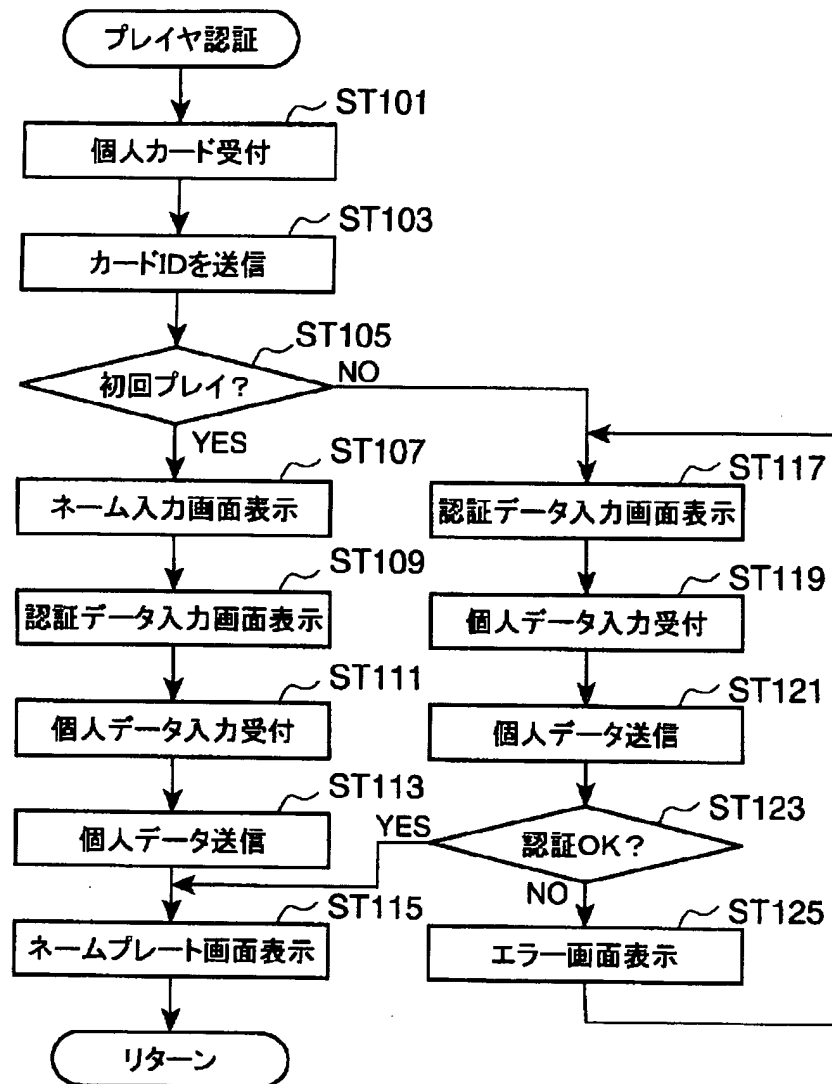 プレイヤ認証
ST101
個人カード受付
ST103
カードIDを送信
ST105
初回プレイ?
NO
YES
ST107
ネーム入力画面表示
ST109
認証データ入力画面表示
ST111
個人データ入力受付
ST113
個人データ送信
ST115
ネームプレート画面表示
リターン
ST117
認証データ入力画面表示
ST119
個人データ入力受付
ST121
個人データ送信
ST123
認証OK?
YES
NO
ST125
エラー画面表示